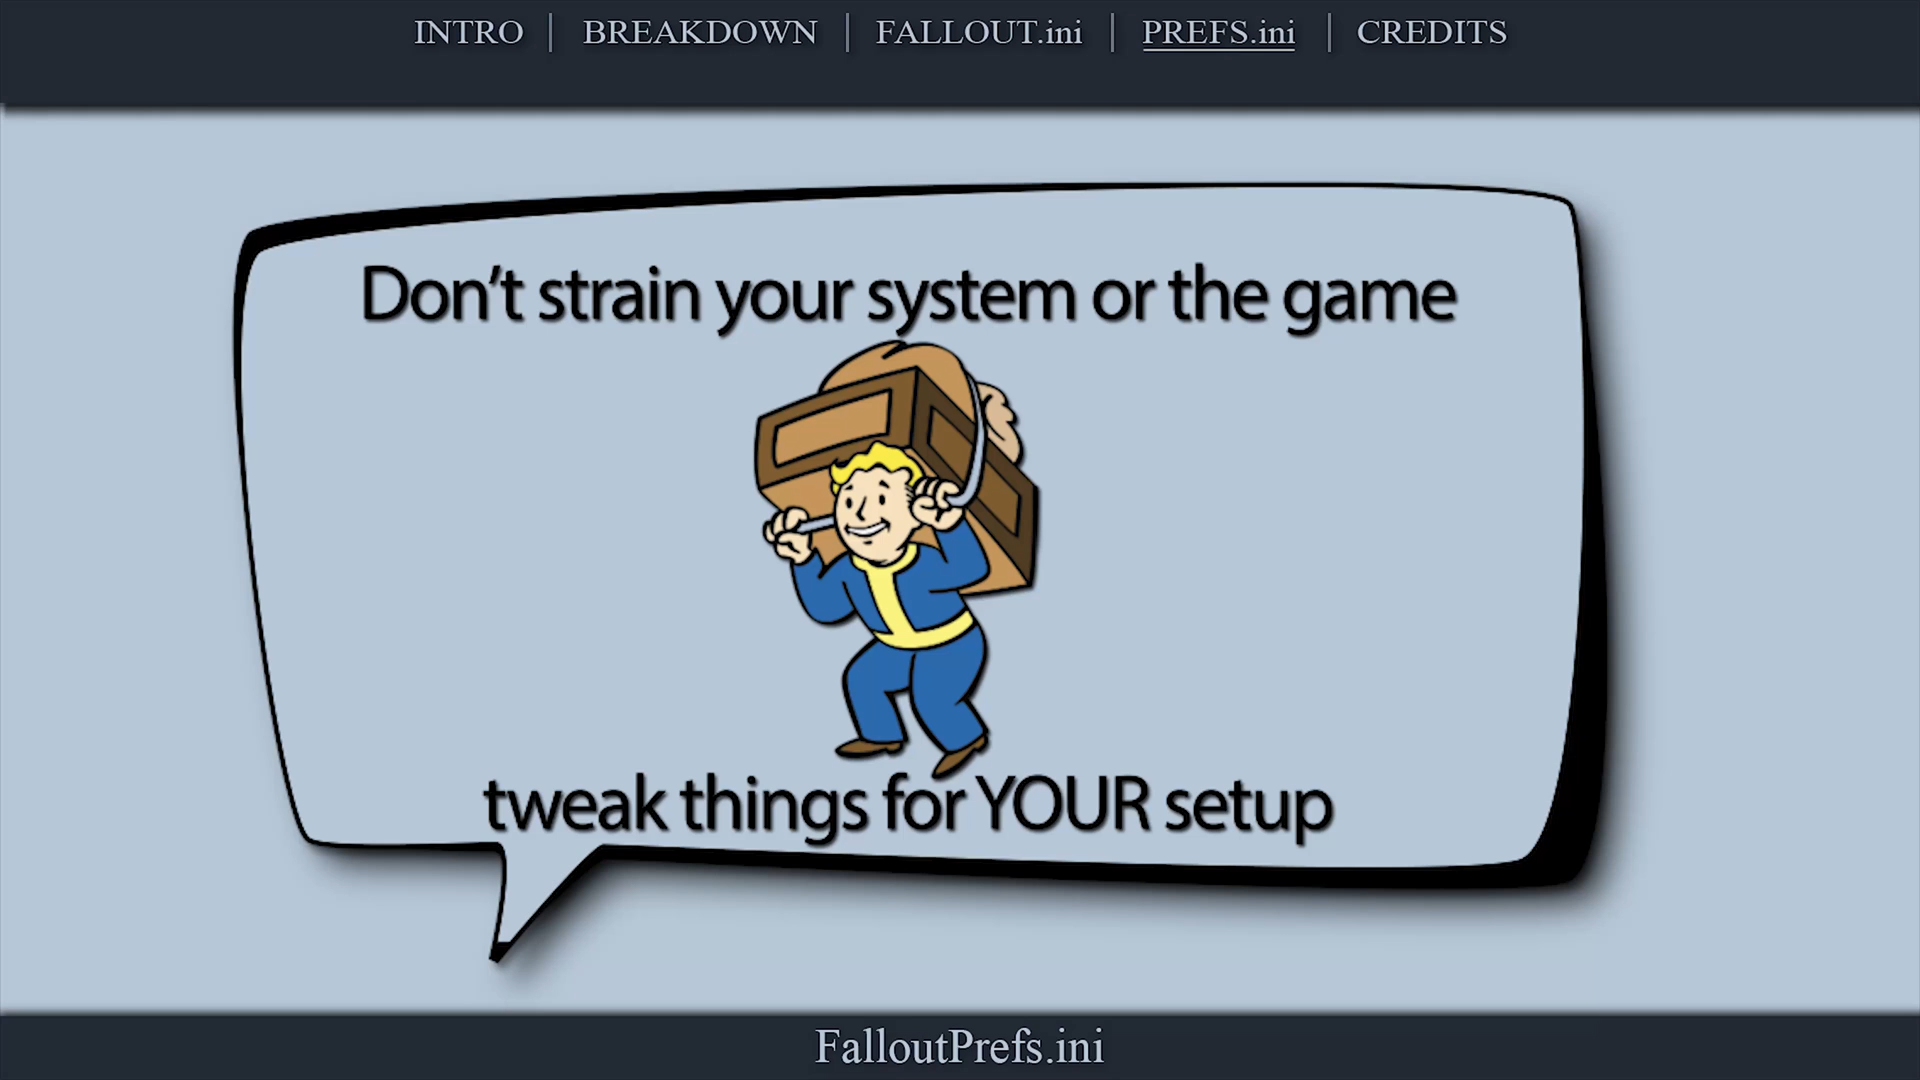 INTRO | BREAKDOWN | FALLOUT.ini | PREFS.ini | CREDITS
Don't strain your system or the game
tweak things for YOUR setup
FalloutPrefs.ini